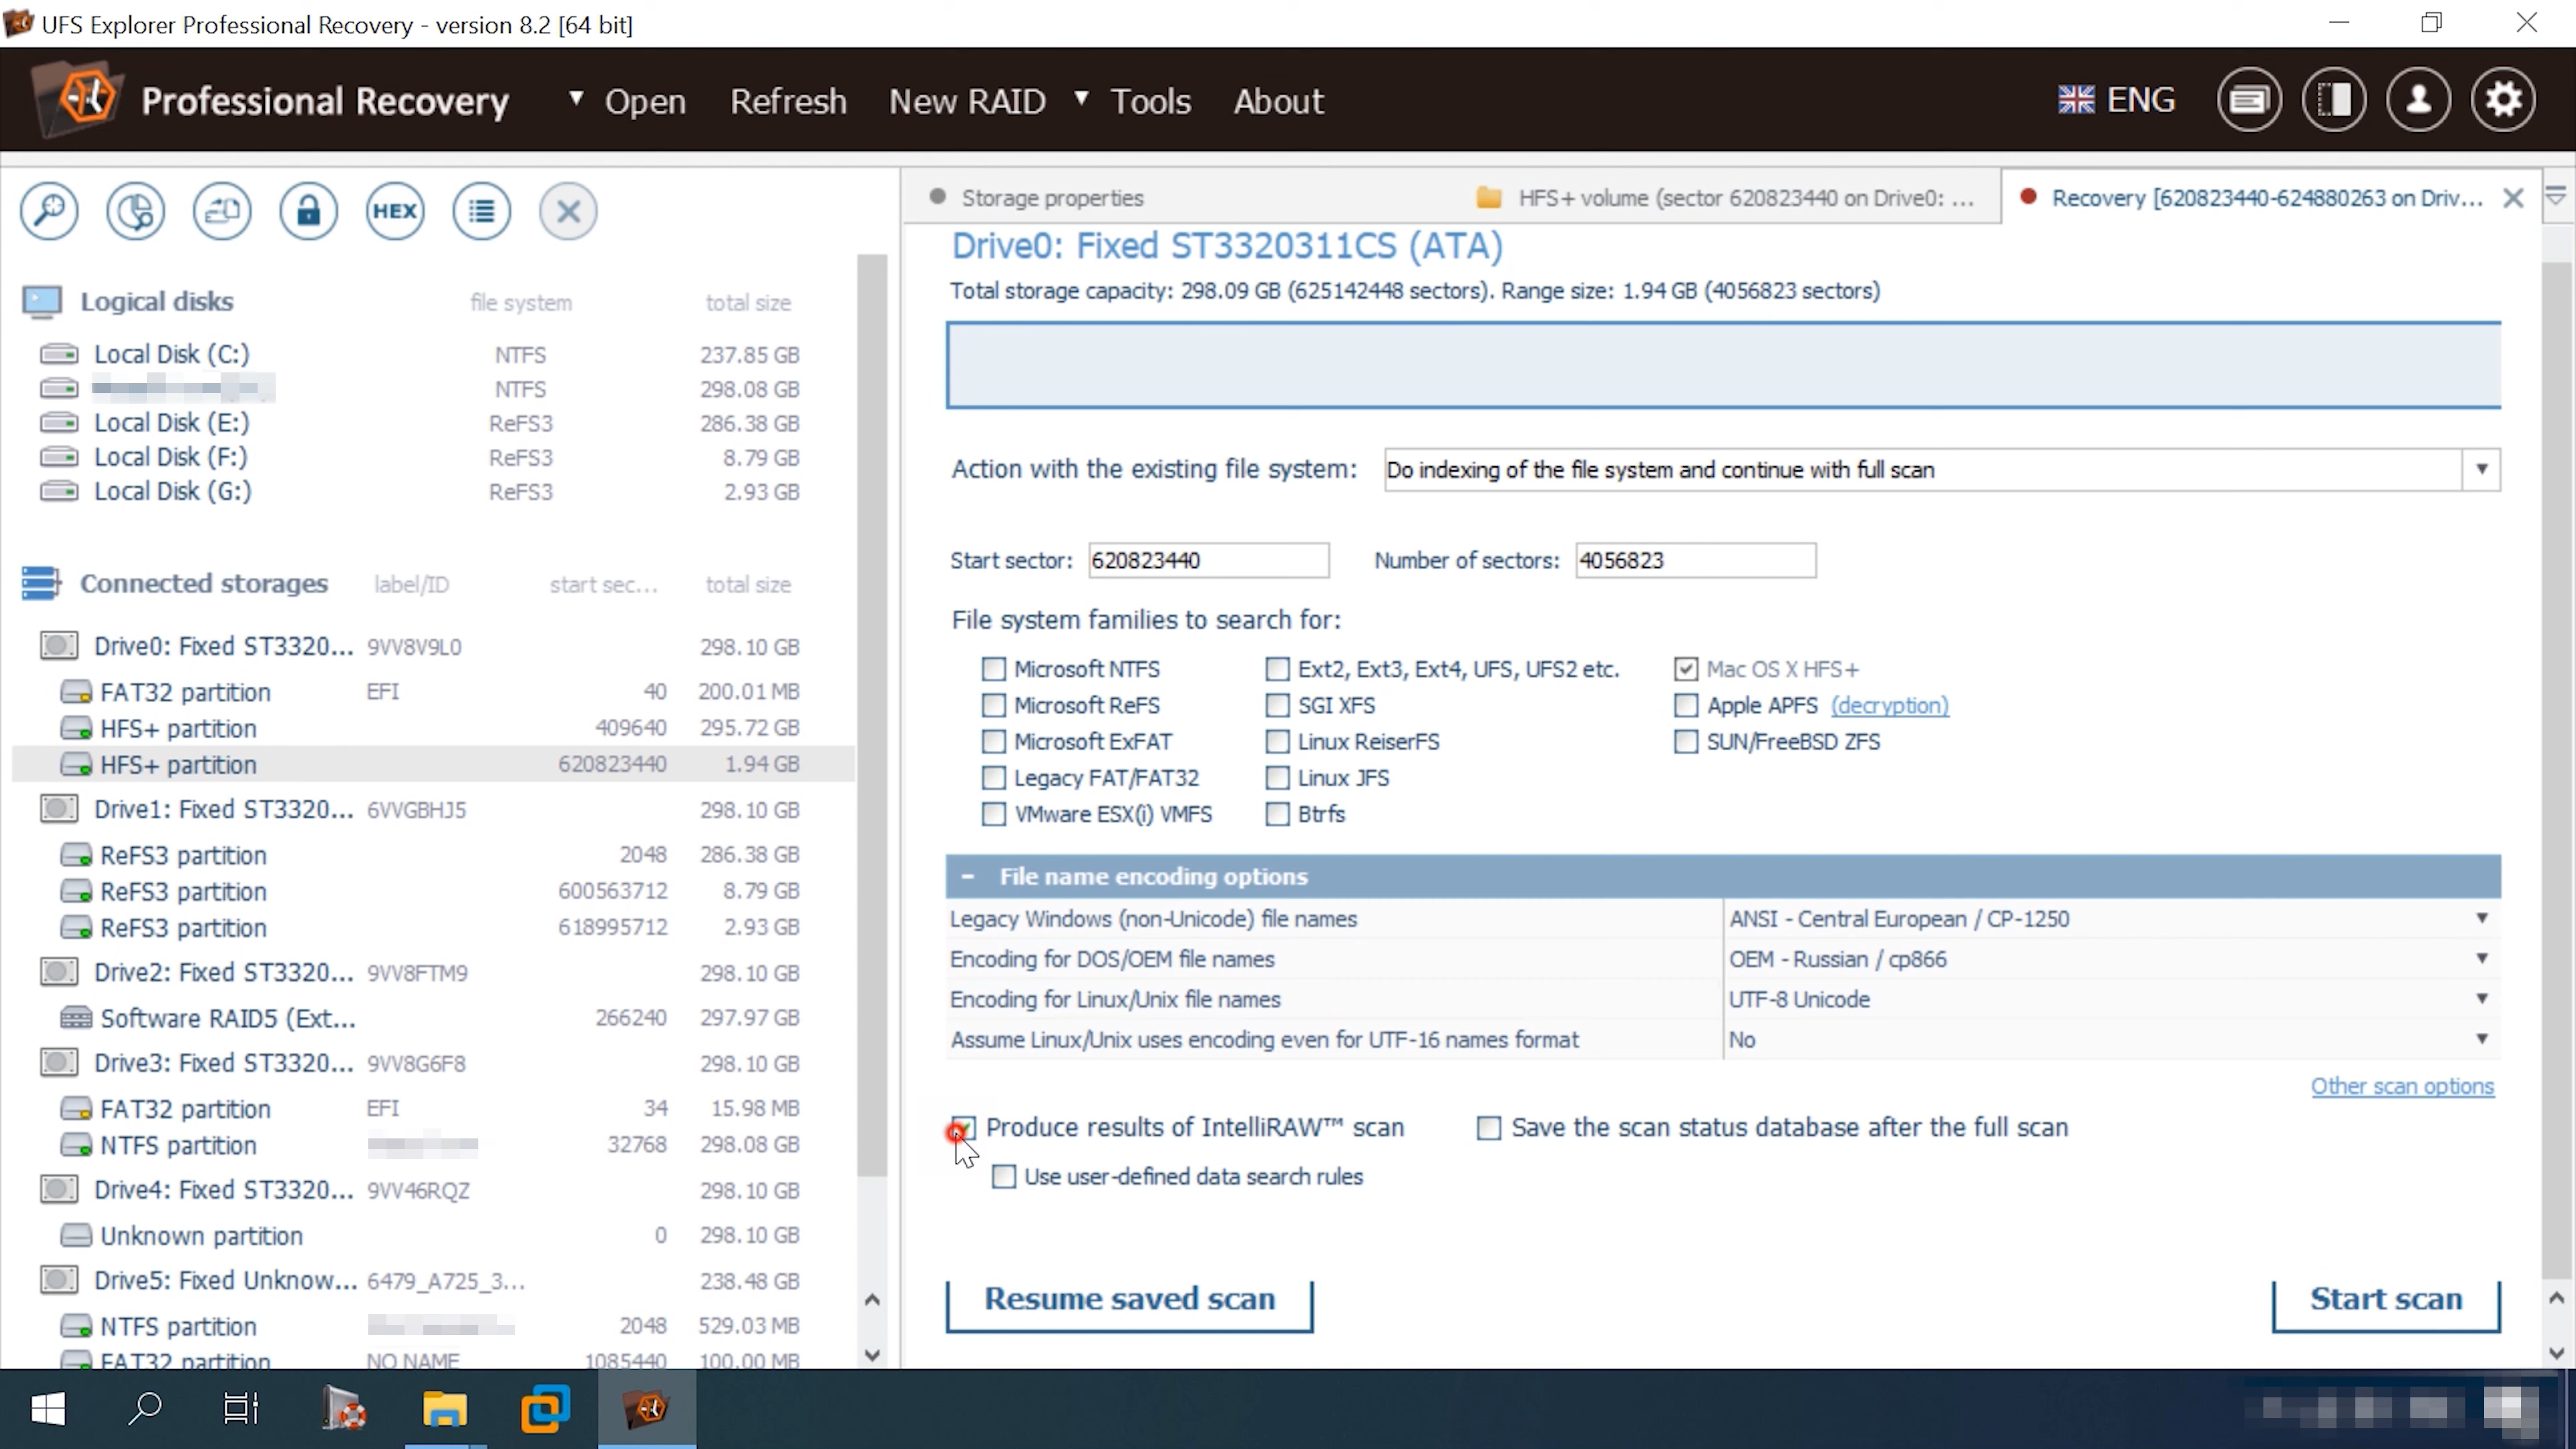 UFS Explorer Professional Recovery - version 8.2 [64 bit]
Professional Recovery
Open
Refresh
New RAID
Tools
About
ENG
HEX
Storage properties
HFS+ volume (sector 620823440 on Drive0: ...
Recovery [620823440-624880263 on Driv...
Logical disks file system total size
Local Disk (C:) NTFS 237.85 GB
NTFS 298.08 GB
Local Disk (E:) ReFS3 286.38 GB
Local Disk (F:) ReFS3 8.79 GB
Local Disk (G:) ReFS3 2.93 GB
Connected storages label/ID start sec... total size
Drive0: Fixed ST3320... 9VV8V9L0 298.10 GB
FAT32 partition EFI 40 200.01 MB
HFS+ partition 409640 295.72 GB
HFS+ partition 620823440 1.94 GB
Drive1: Fixed ST3320... 6VVGBHJ5 298.10 GB
ReFS3 partition 2048 286.38 GB
ReFS3 partition 600563712 8.79 GB
ReFS3 partition 618995712 2.93 GB
Drive2: Fixed ST3320... 9VV8FTM9 298.10 GB
Software RAID5 (Ext... 266240 297.97 GB
Drive3: Fixed ST3320... 9VV8G6F8 298.10 GB
FAT32 partition EFI 34 15.98 MB
NTFS partition 32768 298.08 GB
Drive4: Fixed ST3320... 9VV46RQZ 298.10 GB
Unknown partition 0 298.10 GB
Drive5: Fixed Unknow... 6479_A725_3... 238.48 GB
NTFS partition 2048 529.03 MB
FAT32 partition NO NAME 1085440 100.00 MB
Drive0: Fixed ST3320311CS (ATA)
Total storage capacity: 298.09 GB (625142448 sectors). Range size: 1.94 GB (4056823 sectors)
Action with the existing file system: Do indexing of the file system and continue with full scan
Start sector: 620823440 Number of sectors: 4056823
File system families to search for:
Microsoft NTFS Ext2, Ext3, Ext4, UFS, UFS2 etc. Mac OS X HFS+
Microsoft ReFS SGI XFS Apple APFS (decryption)
Microsoft ExFAT Linux ReiserFS SUN/FreeBSD ZFS
Legacy FAT/FAT32 Linux JFS
VMware ESX(i) VMFS Btrfs
- File name encoding options
Legacy Windows (non-Unicode) file names ANSI - Central European / CP-1250
Encoding for DOS/OEM file names OEM - Russian / cp866
Encoding for Linux/Unix file names UTF-8 Unicode
Assume Linux/Unix uses encoding even for UTF-16 names format No
Other scan options
Produce results of IntelliRAW™ scan Save the scan status database after the full scan
Use user-defined data search rules
Resume saved scan Start scan